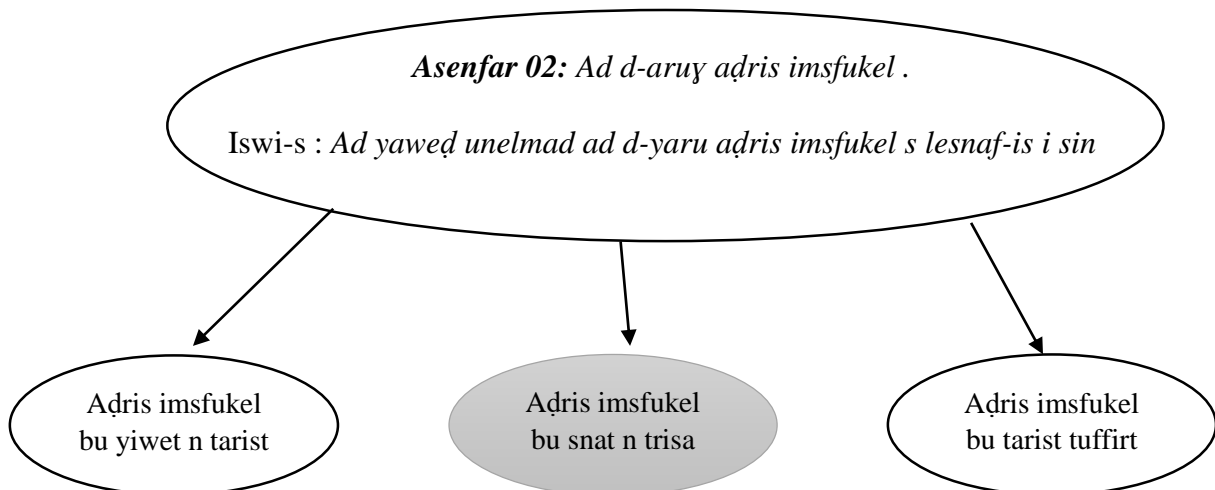 Asenfar 02: Ad d-aruɣ aḍris imsfukel .
Iswi-s : Ad yaweḍ unelmad ad d-yaru aḍris imsfukel s lesnaf-is i sin
Aḍris imsfukel
bu yiwet n tarist
Aḍris imsfukel
bu snat n trisa
Aḍris imsfukel
bu tarist tuffirt